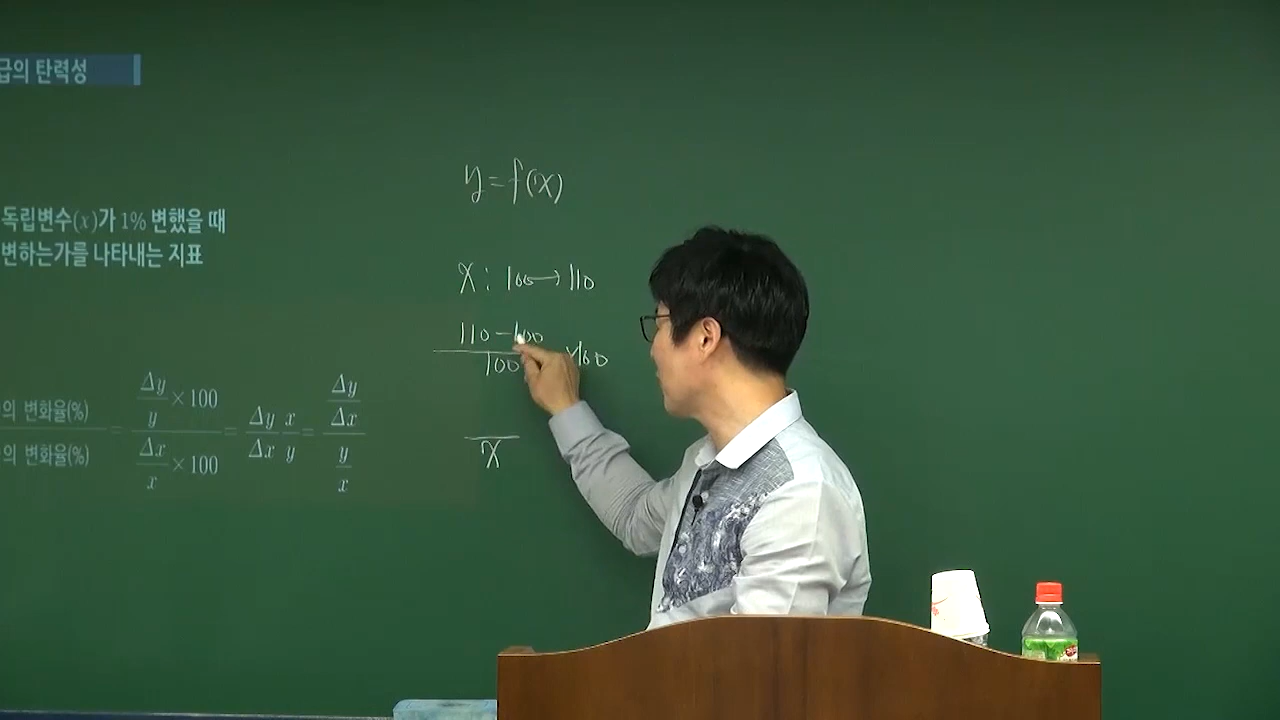 급의 탄력성
독립변수(x)가 1% 변했을 때
변하는가를 나타내는 지표
의 변화율(%) / 의 변화율(%) = (Δy/y × 100) / (Δx/x × 100) = Δy/Δx x/y = (Δy/Δx) / (y/x)
y = f(x)
x : 100 → 110
110 - 100 / 100 × 100
x